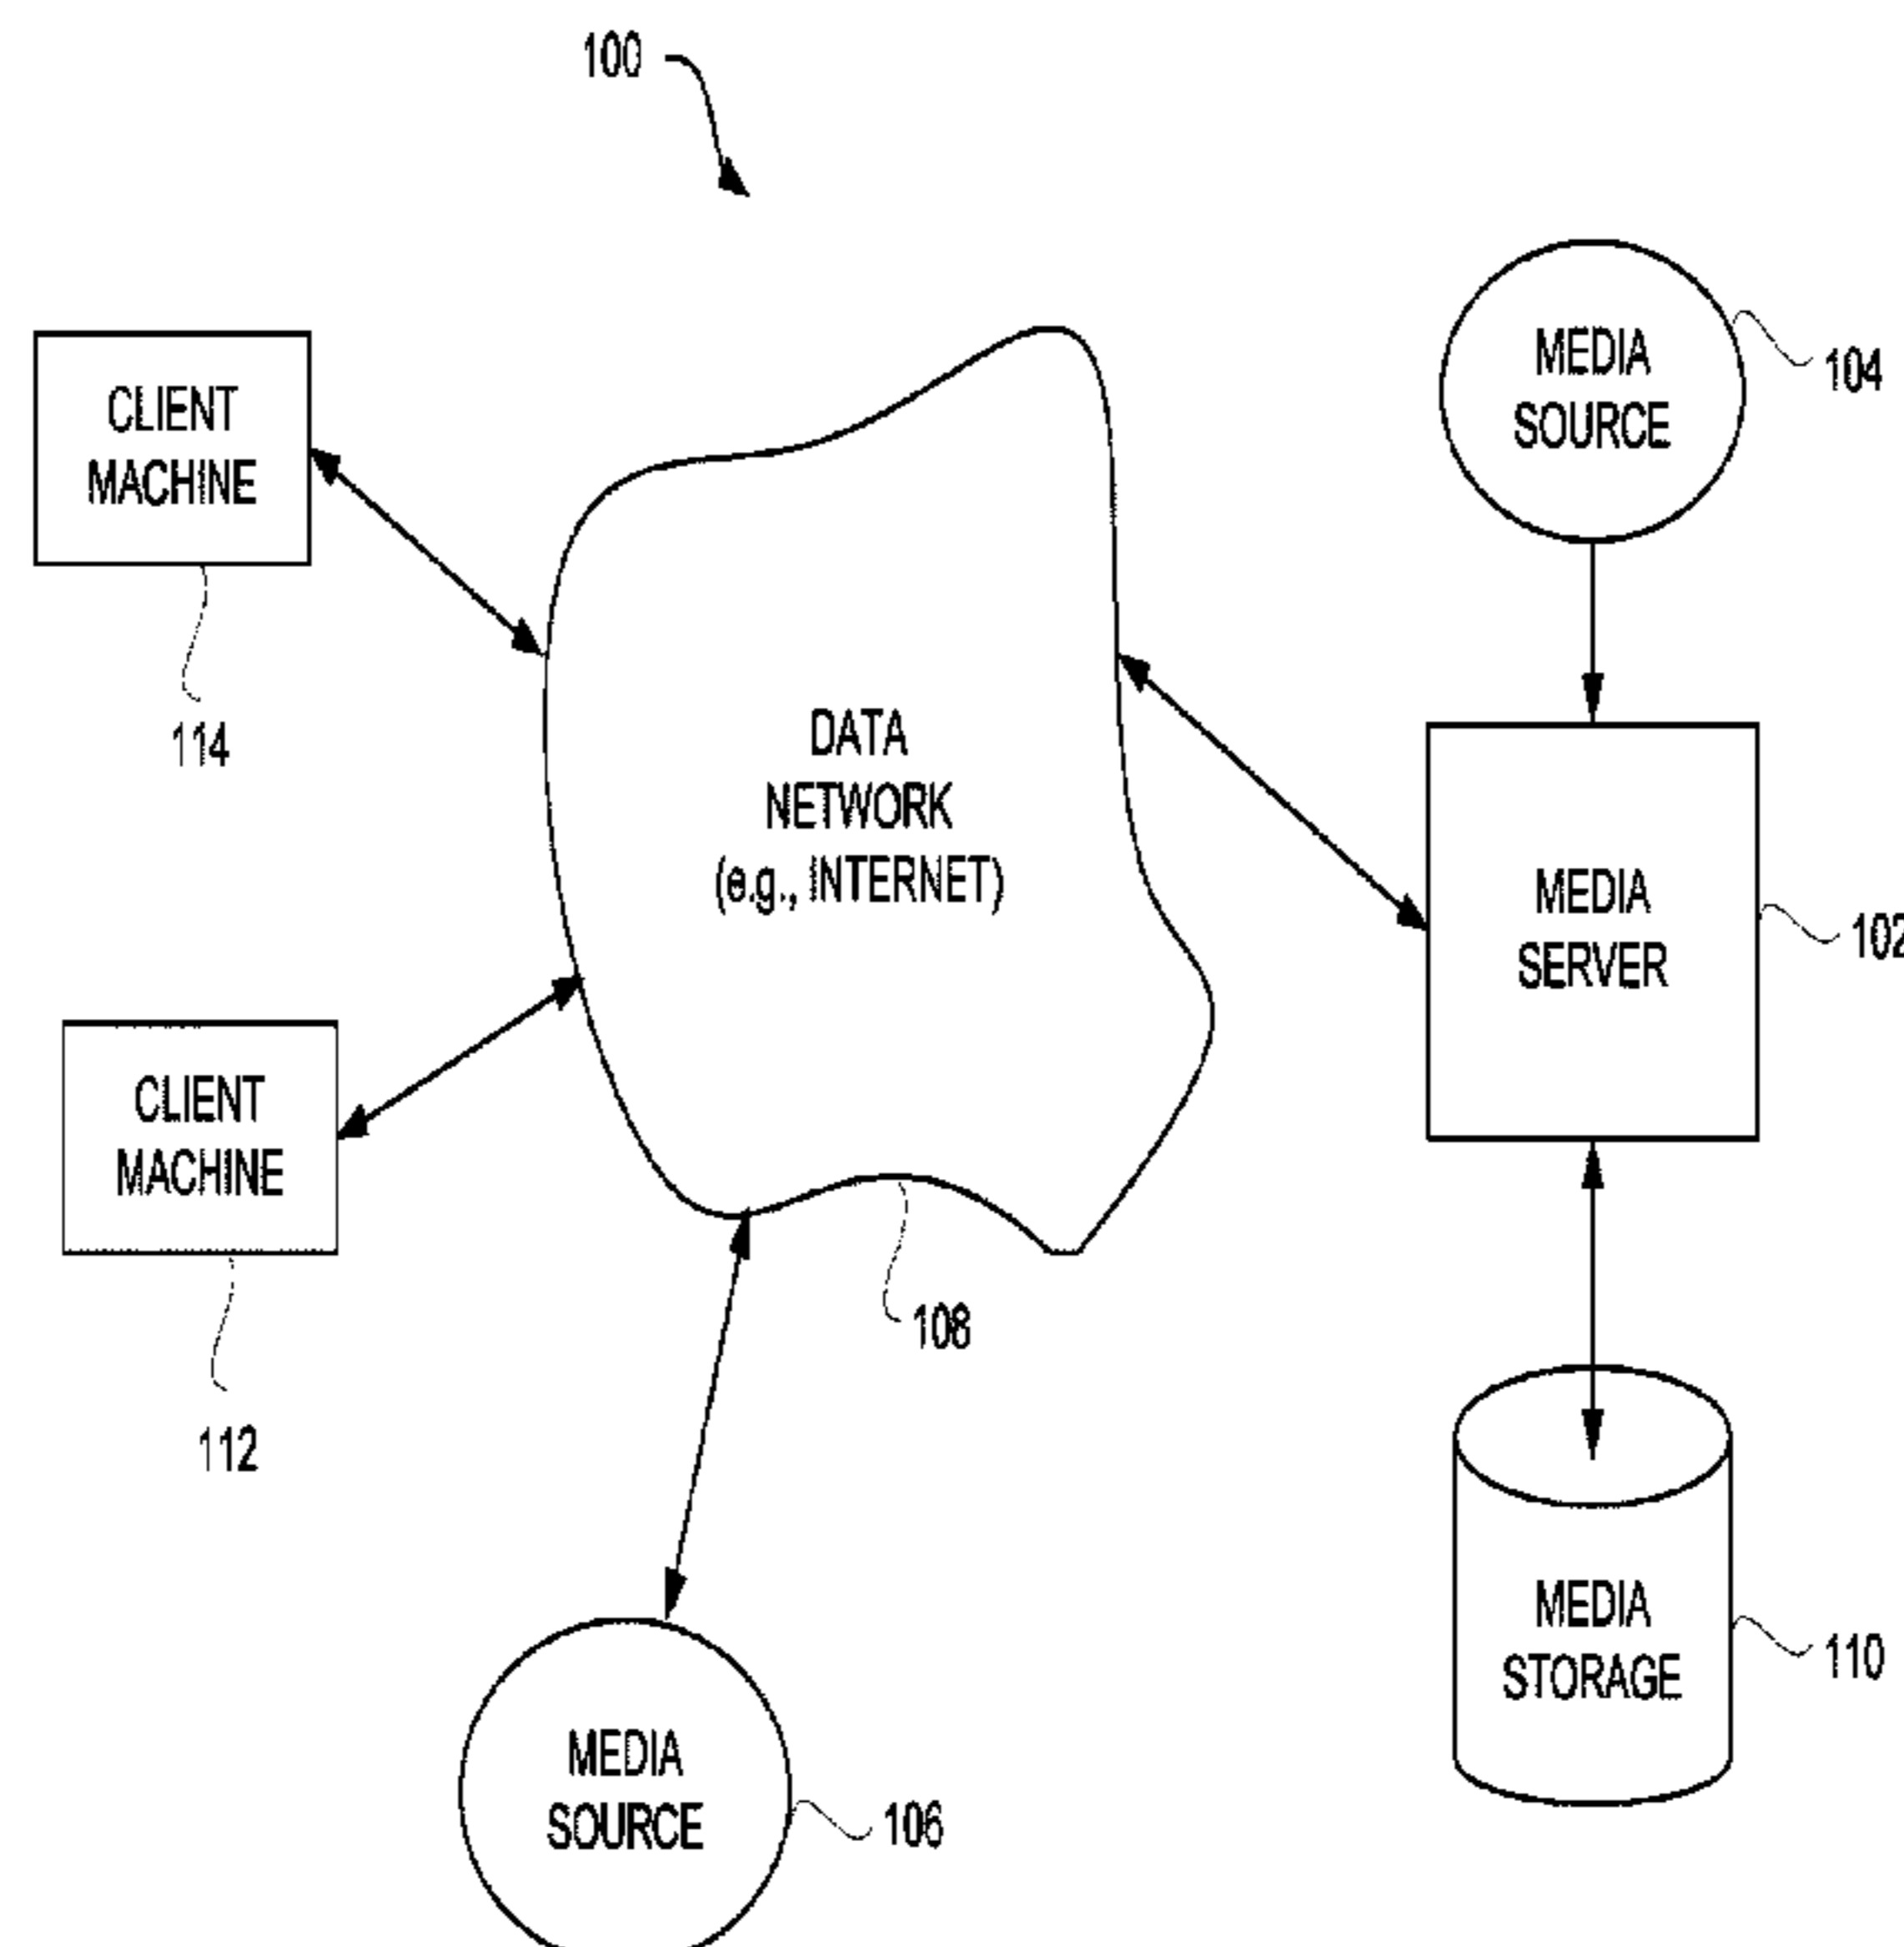 100
MEDIA
SOURCE
104
CLIENT
MACHINE
114
DATA
NETWORK
(e.g., INTERNET)
MEDIA
SERVER
102
CLIENT
MACHINE
112
108
MEDIA
STORAGE
110
MEDIA
SOURCE
106